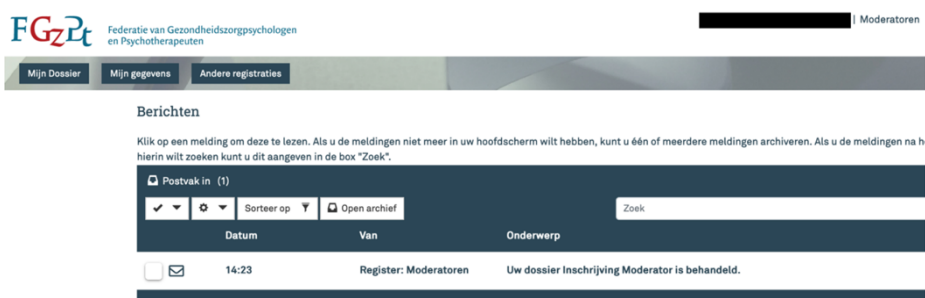 FGzPt Federatie van Gezondheidszorgpsychologen
en Psychotherapeuten
| Moderatoren
Mijn Dossier Mijn gegevens Andere registraties
Berichten
Klik op een melding om deze te lezen. Als u de meldingen niet meer in uw hoofdscherm wilt hebben, kunt u één of meerdere meldingen archiveren. Als u de meldingen na h
hierin wilt zoeken kunt u dit aangeven in de box "Zoek".
Postvak in (1)
Sorteer op Open archief Zoek
Datum Van Onderwerp
14:23 Register: Moderatoren Uw dossier Inschrijving Moderator is behandeld.